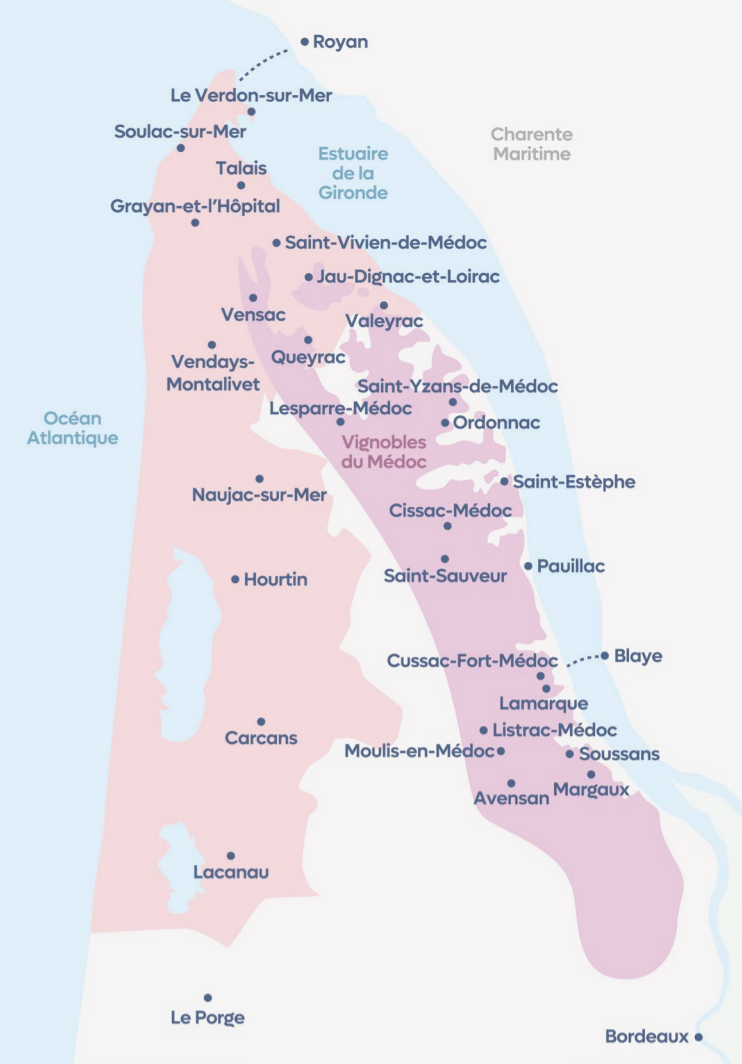 Royan
Le Verdon-sur-Mer
Soulac-sur-Mer
Charente
Maritime
Estuaire
de la
Gironde
Talais
Grayan-et-l'Hôpital
Saint-Vivien-de-Médoc
Jau-Dignac-et-Loirac
Vensac
Valeyrac
Queyrac
Vendays-
Montalivet
Saint-Yzans-de-Médoc
Lesparre-Médoc
Océan
Atlantique
Ordonnac
Vignobles
du Médoc
Saint-Estèphe
Naujac-sur-Mer
Cissac-Médoc
Pauillac
Saint-Sauveur
Hourtin
Blaye
Cussac-Fort-Médoc
Lamarque
Listrac-Médoc
Carcans
Moulis-en-Médoc
Soussans
Margaux
Avensan
Lacanau
Le Porge
Bordeaux